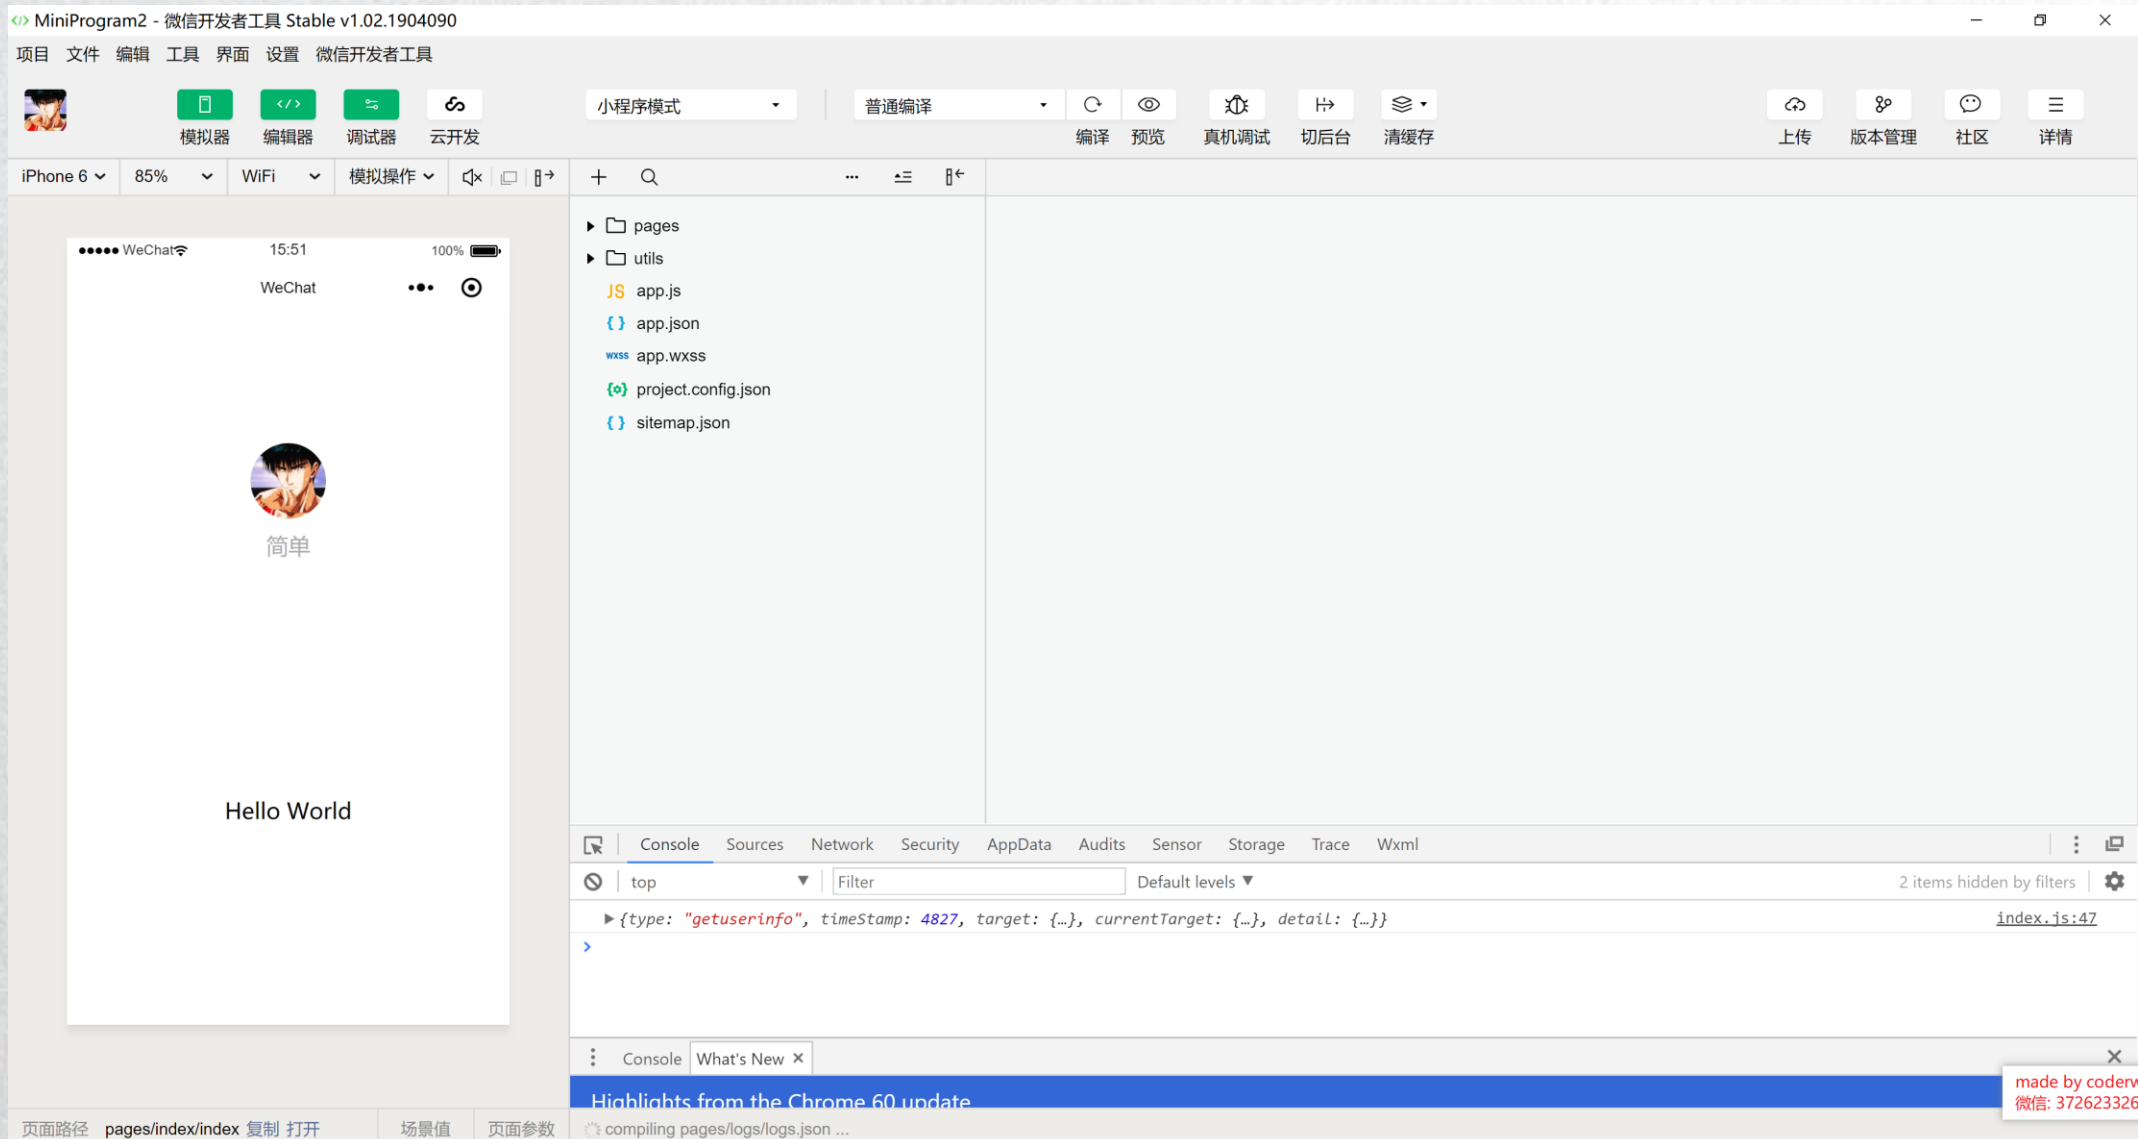 MiniProgram2 - 微信开发者工具 Stable v1.02.1904090
项目 文件 编辑 工具 界面 设置 微信开发者工具
小程序模式 普通编译
模拟器 编辑器 调试器 云开发 编译 预览 真机调试 切后台 清缓存 上传 版本管理 社区 详情
iPhone 6 85% WiFi 模拟操作
pages
utils
JS app.js
{ } app.json
wxss app.wxss
project.config.json
{ } sitemap.json
WeChat 15:51 100%
WeChat
简单
Hello World
Console Sources Network Security AppData Audits Sensor Storage Trace Wxml
top Filter Default levels 2 items hidden by filters
{type: "getuserinfo", timeStamp: 4827, target: {…}, currentTarget: {…}, detail: {…}} index.js:47
Console What's New
Highlights from the Chrome 60 update
made by coderw
微信: 372623326
页面路径 pages/index/index 复制 打开 场景值 页面参数 compiling pages/logs/logs.json ...